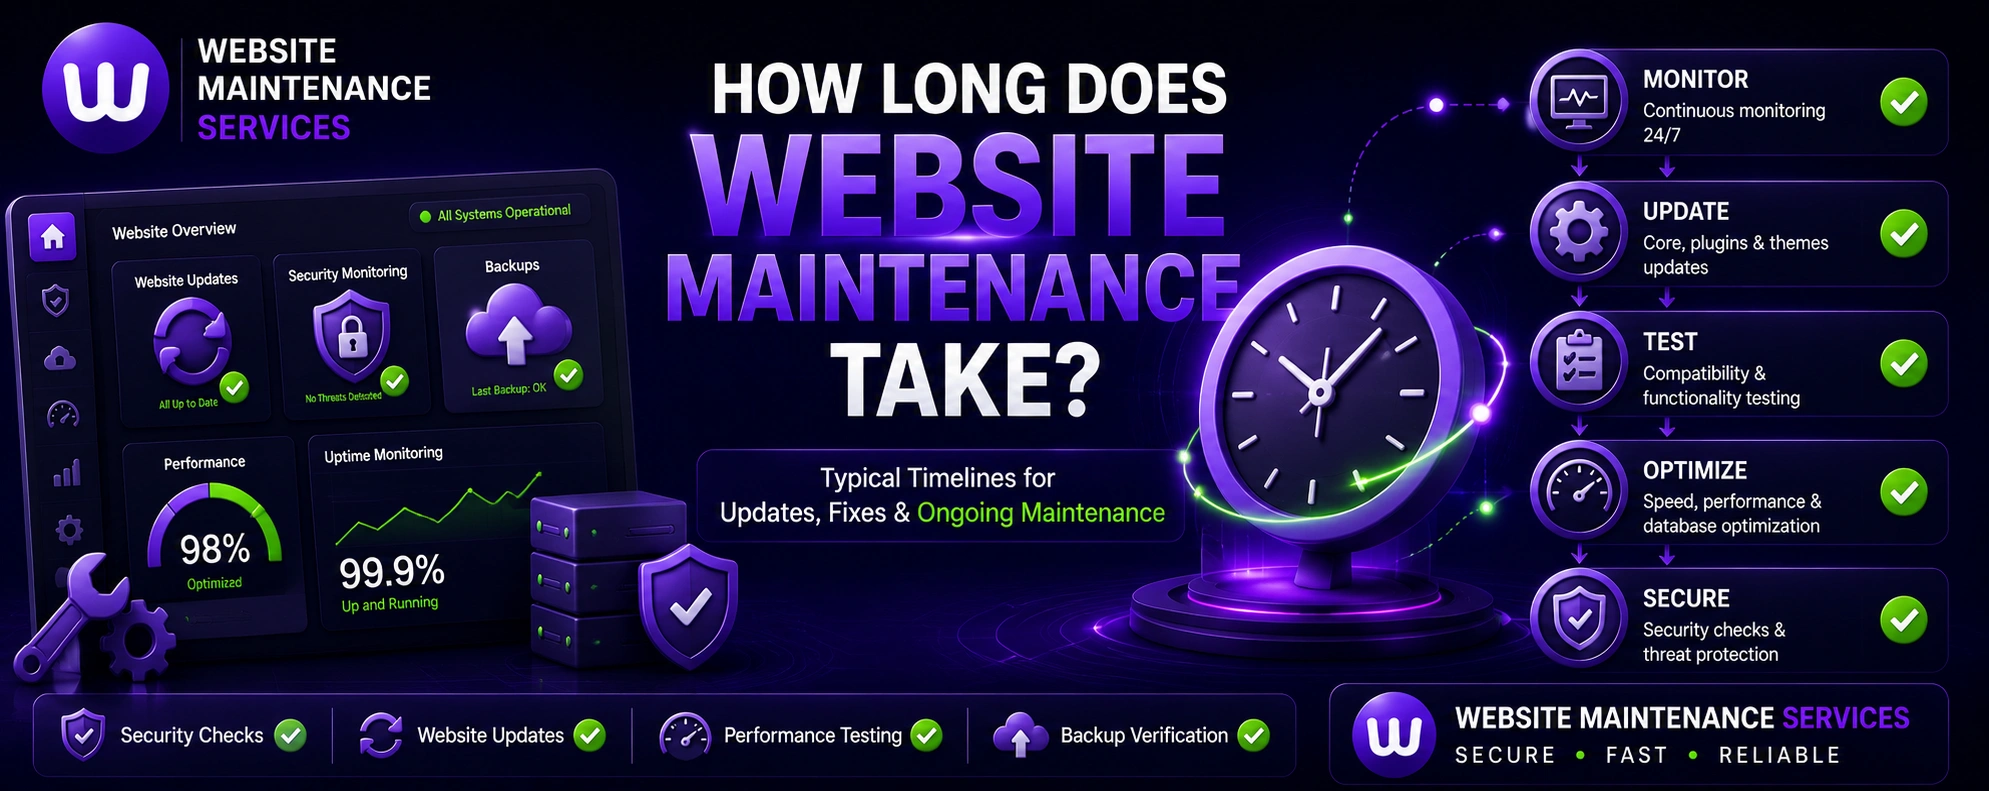 WEBSITE
MAINTENANCE
SERVICES
HOW LONG DOES
WEBSITE
MAINTENANCE
TAKE?
Typical Timelines for
Updates, Fixes & Ongoing Maintenance
Website Overview
All Systems Operational
Website Updates
All Up to Date
Security Monitoring
No Threats Detected
Backups
Last Backup: OK
Performance
98%
Optimized
Uptime Monitoring
99.9%
Up and Running
MONITOR
Continuous monitoring
24/7
UPDATE
Core, plugins & themes
updates
TEST
Compatibility &
functionality testing
OPTIMIZE
Speed, performance &
database optimization
SECURE
Security checks &
threat protection
Security Checks
Website Updates
Performance Testing
Backup Verification
WEBSITE MAINTENANCE SERVICES
SECURE • FAST • RELIABLE